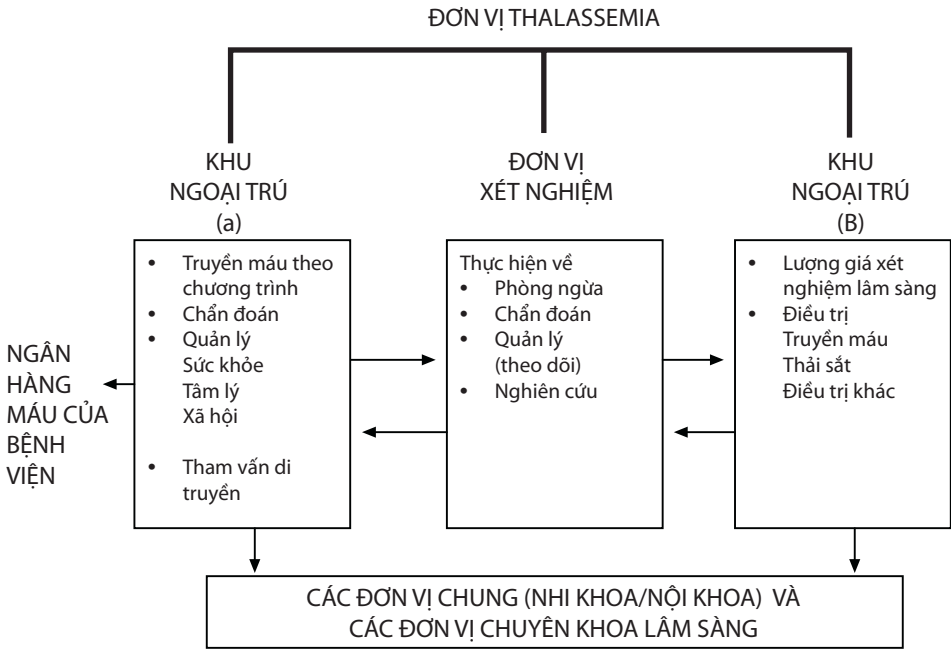 ĐƠN VỊ THALASSEMIA
KHU
NGOẠI TRÚ
(a)
ĐƠN VỊ
XÉT NGHIỆM
KHU
NGOẠI TRÚ
(B)
NGÂN
HÀNG
MÁU CỦA
BỆNH
VIỆN
• Truyền máu theo
chương trình
• Chẩn đoán
• Quản lý
Sức khỏe
Tâm lý
Xã hội
• Tham vấn di
truyền
Thực hiện về
• Phòng ngừa
• Chẩn đoán
• Quản lý
(theo dõi)
• Nghiên cứu
• Lượng giá xét
nghiệm lâm sàng
• Điều trị
Truyền máu
Thải sắt
Điều trị khác
CÁC ĐƠN VỊ CHUNG (NHI KHOA/NỘI KHOA) VÀ
CÁC ĐƠN VỊ CHUYÊN KHOA LÂM SÀNG